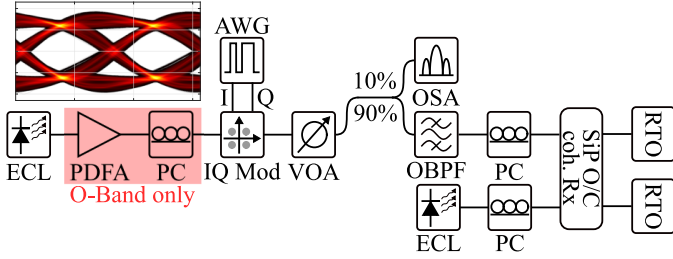 AWG
I Q
10%
90%
OSA
ECL
PDFA
PC
IQ Mod
VOA
OBPF
PC
SiP O/C
coh. Rx
RTO
O-Band only
ECL
PC
RTO